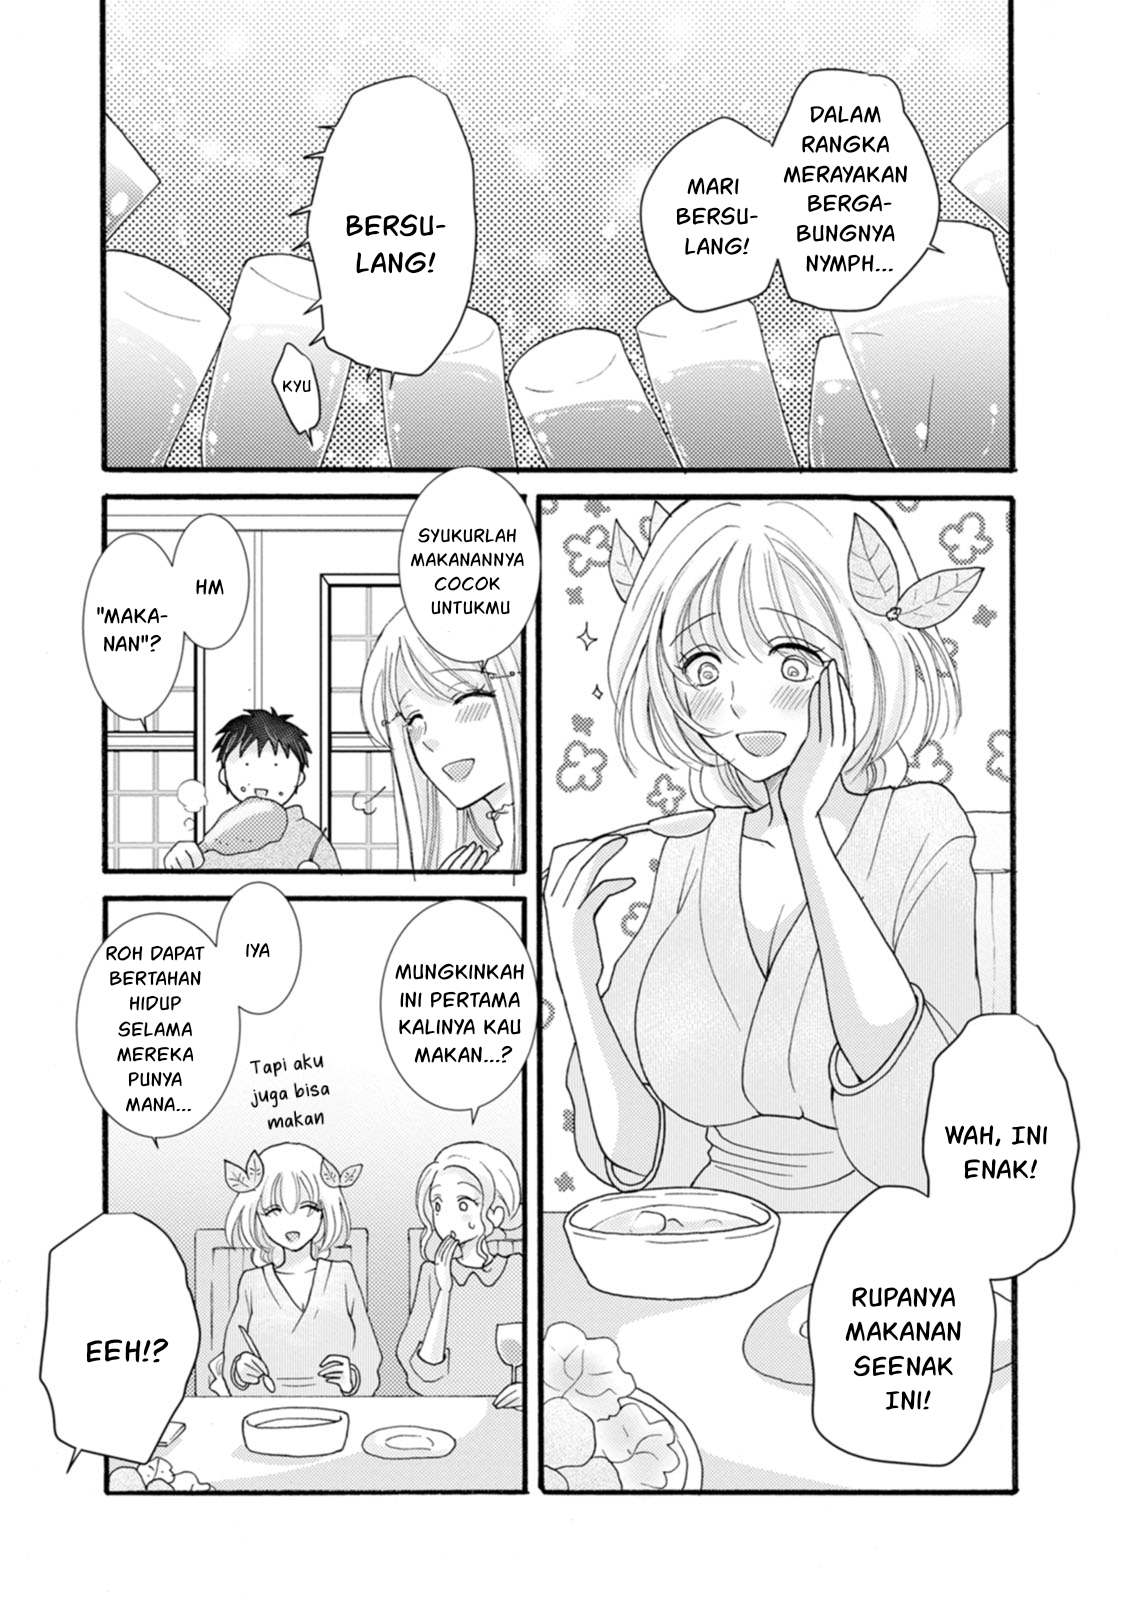 DALAM
RANGKA
MERAYAKAN
BERGA-
BUNGNYA
NYMPH...
MARI
BERSU-
LANG!
BERSU-
LANG!
KYU
WAH, INI
ENAK!
RUPANYA
MAKANAN
SEENAK
INI!
SYUKURLAH
MAKANANNYA
COCOK
UNTUKMU
HM
"MAKA-
NAN"?
MUNGKINKAH
INI PERTAMA
KALINYA KAU
MAKAN...?
IYA
ROH DAPAT
BERTAHAN
HIDUP
SELAMA
MEREKA
PUNYA
MANA...
Tapi aku
juga bisa
makan
EEH!?